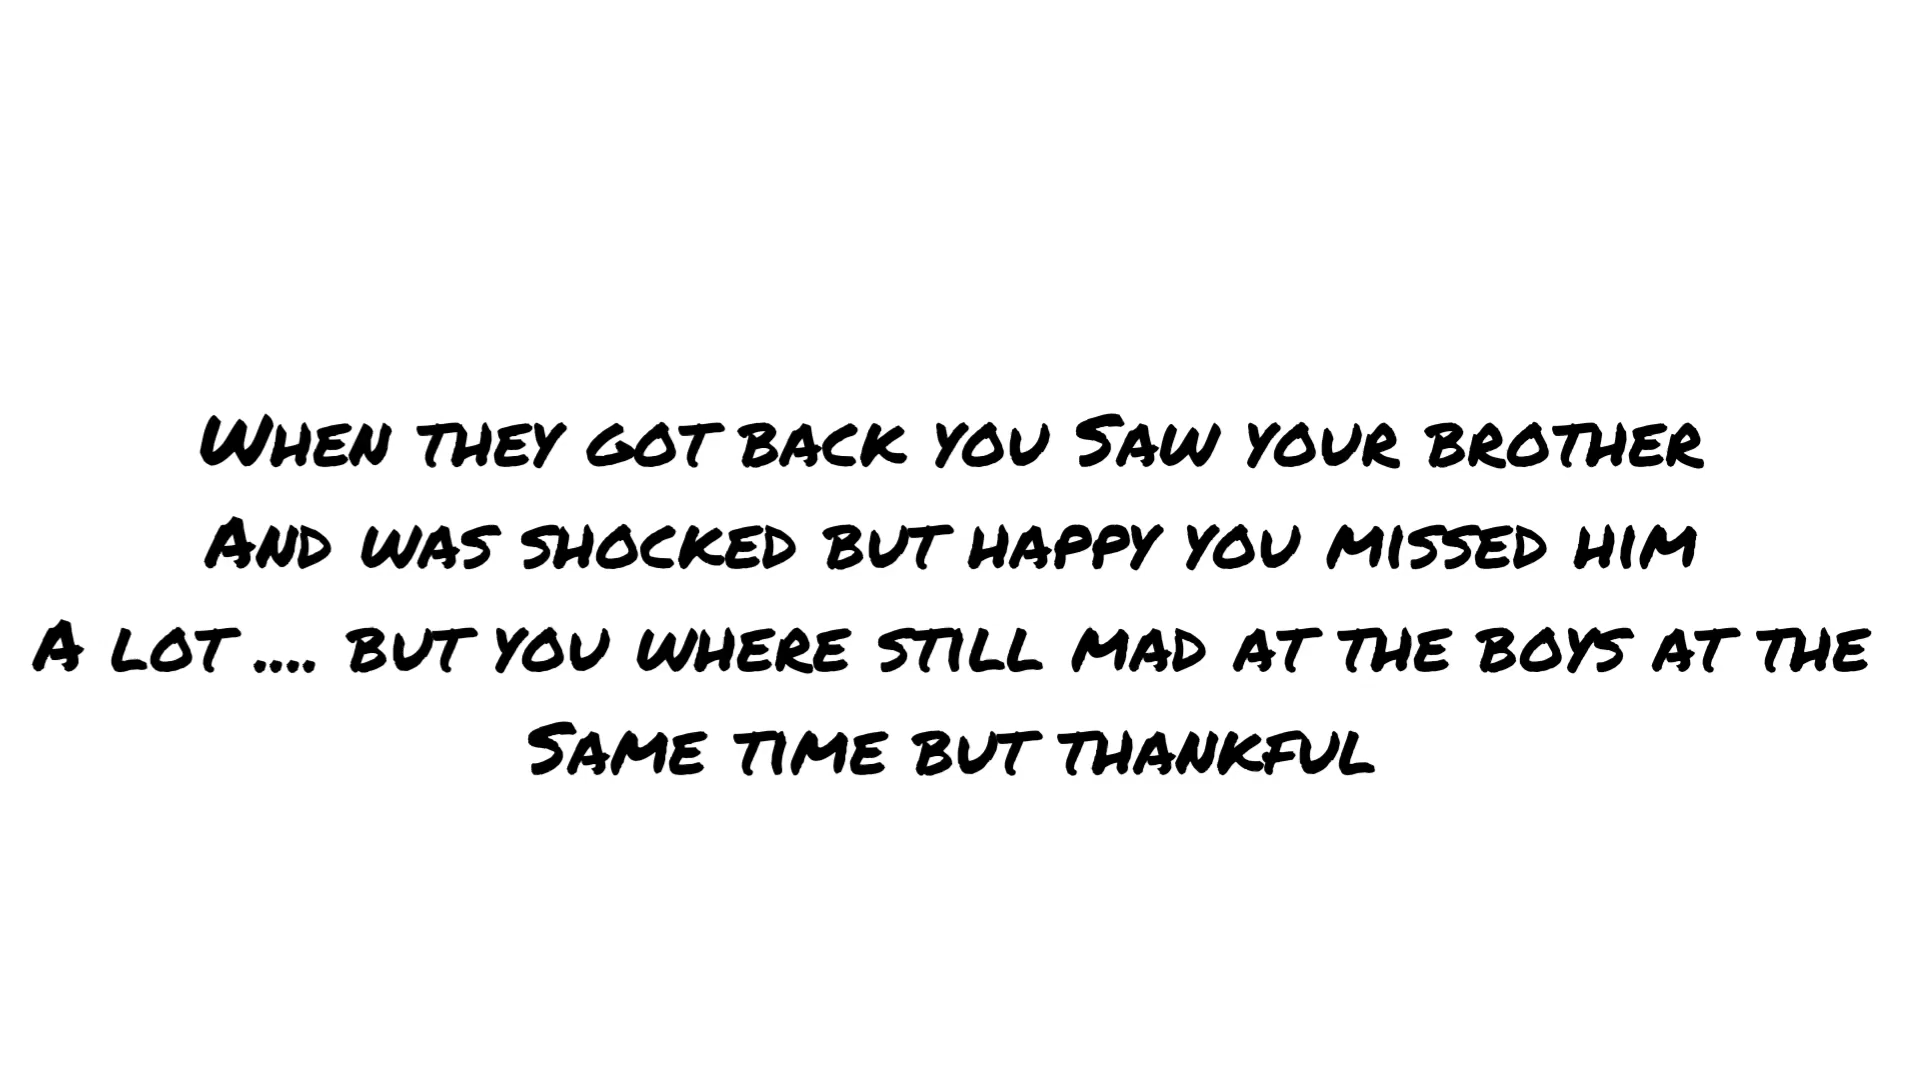 When they got back you Saw your brother
And was shocked but happy you missed him
A lot .... but you where still mad at the boys at the
Same time but thankful